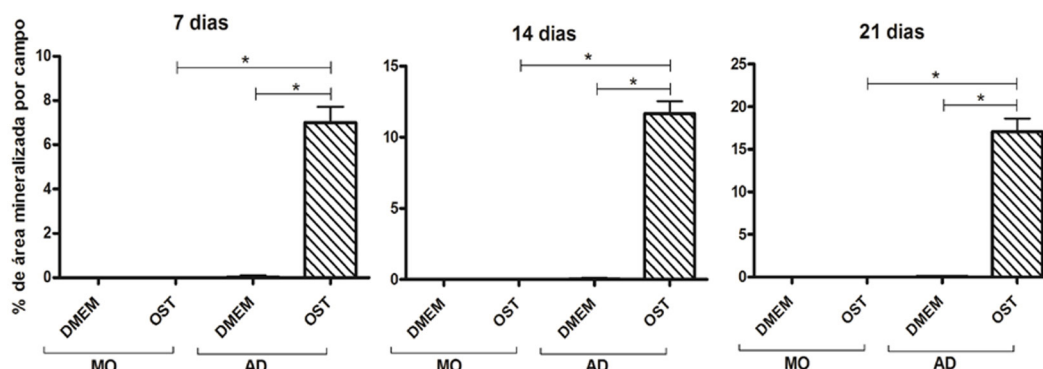 7 dias
14 dias
21 dias
% de área mineralizada por campo
10
8
6
4
2
0
15
10
5
0
25
20
15
10
5
0
*
*
*
*
*
*
DMEM OST DMEM OST
DMEM OST DMEM OST
DMEM OST DMEM OST
MO AD
MO AD
MO AD